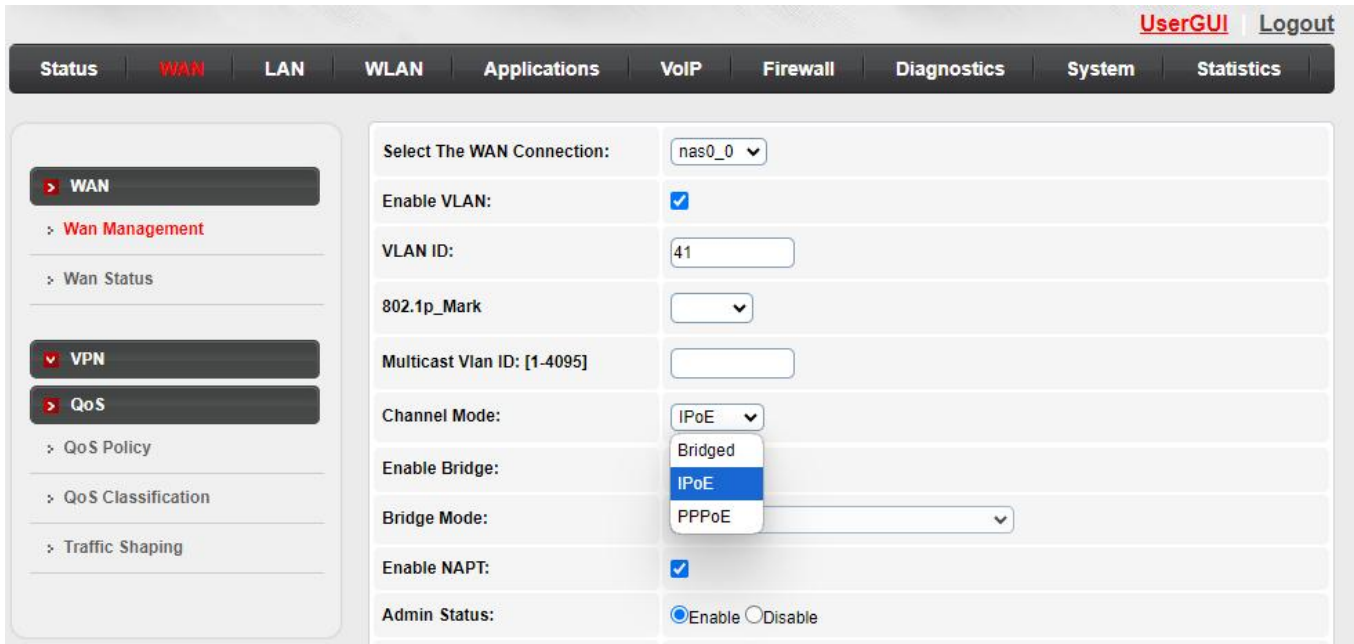 UserGUI Logout
Status WAN LAN WLAN Applications VoIP Firewall Diagnostics System Statistics
WAN
Wan Management
Wan Status
VPN
QoS
QoS Policy
QoS Classification
Traffic Shaping
Select The WAN Connection: nas0_0
Enable VLAN:
VLAN ID: 41
802.1p_Mark
Multicast Vlan ID: [1-4095]
Channel Mode: IPoE
Bridged
IPoE
PPPoE
Enable Bridge:
Bridge Mode:
Enable NAPT:
Admin Status: Enable Disable